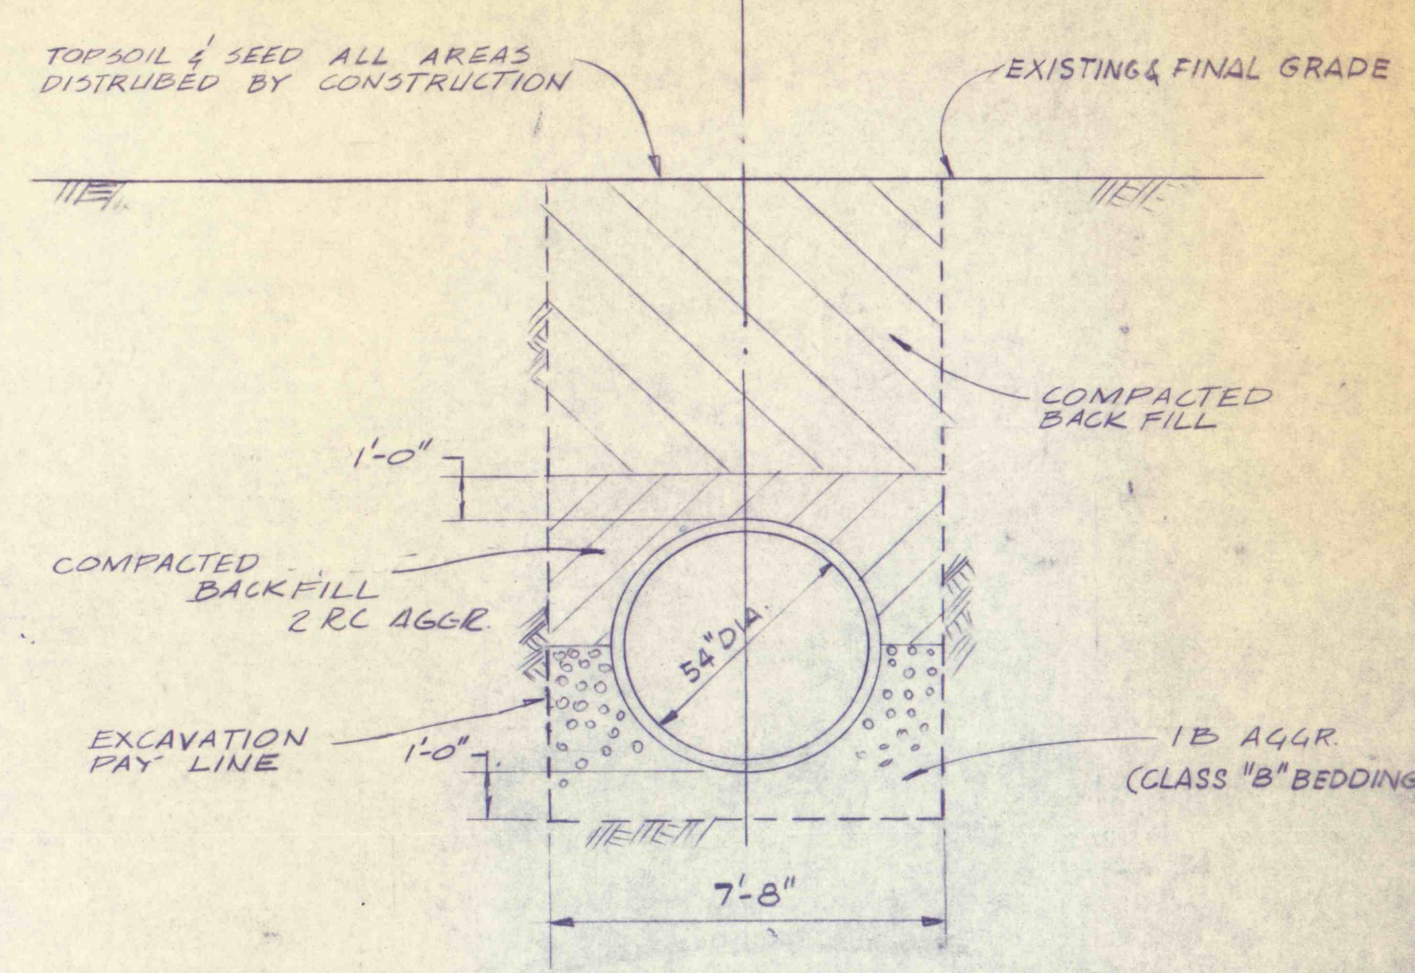 TOPSOIL & SEED ALL AREAS
DISTRUBED BY CONSTRUCTION
EXISTING & FINAL GRADE
COMPACTED
BACK FILL
1'-0"
COMPACTED
BACKFILL
2 RC AGGR.
54" DIA.
EXCAVATION
PAY LINE
1'-0"
1B AGGR.
(CLASS "B" BEDDING
7'-8"